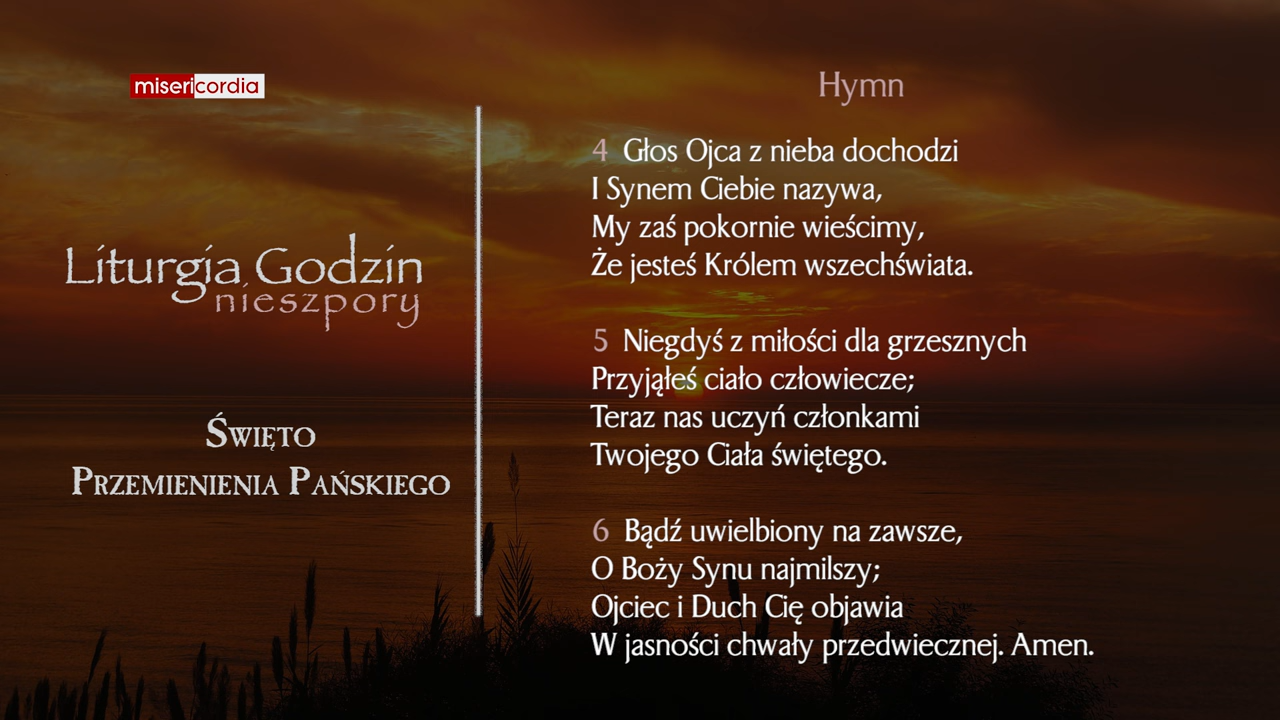 misericordia
Liturgia Godzin
nieszpory
Święto
Przemienienia Pańskiego
Hymn
4 Głos Ojca z nieba dochodzi
I Synem Ciebie nazywa,
My zaś pokornie wieścimy,
Że jesteś Królem wszechświata.
5 Niegdyś z miłości dla grzesznych
Przyjąłeś ciało człowiecze;
Teraz nas uczyń członkami
Twojego Ciała świętego.
6 Bądź uwielbiony na zawsze,
O Boży Synu najmilszy;
Ojciec i Duch Cię objawia
W jasności chwały przedwiecznej. Amen.